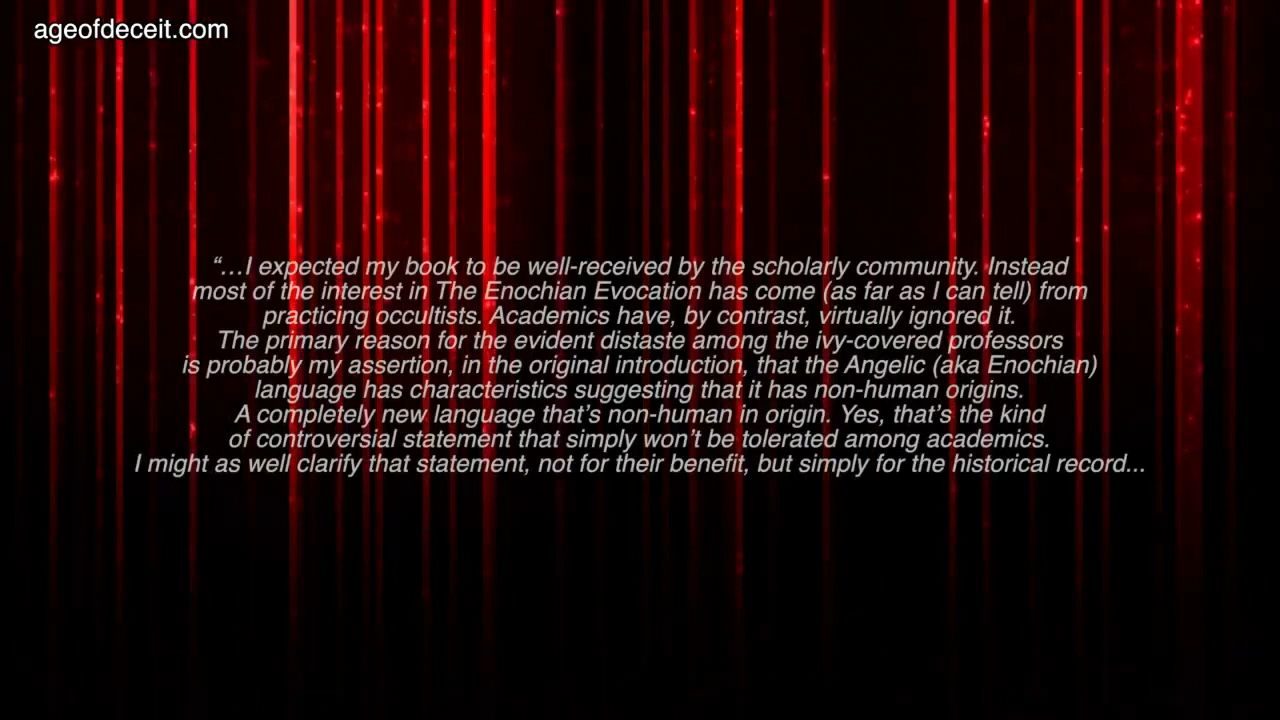 ageofdeceit.com
“…I expected my book to be well-received by the scholarly community. Instead
most of the interest in The Enochian Evocation has come (as far as I can tell) from
practicing occultists. Academics have, by contrast, virtually ignored it.
The primary reason for the evident distaste among the ivy-covered professors
is probably my assertion, in the original introduction, that the Angelic (aka Enochian)
language has characteristics suggesting that it has non-human origins.
A completely new language that’s non-human in origin. Yes, that’s the kind
of controversial statement that simply won’t be tolerated among academics.
I might as well clarify that statement, not for their benefit, but simply for the historical record...